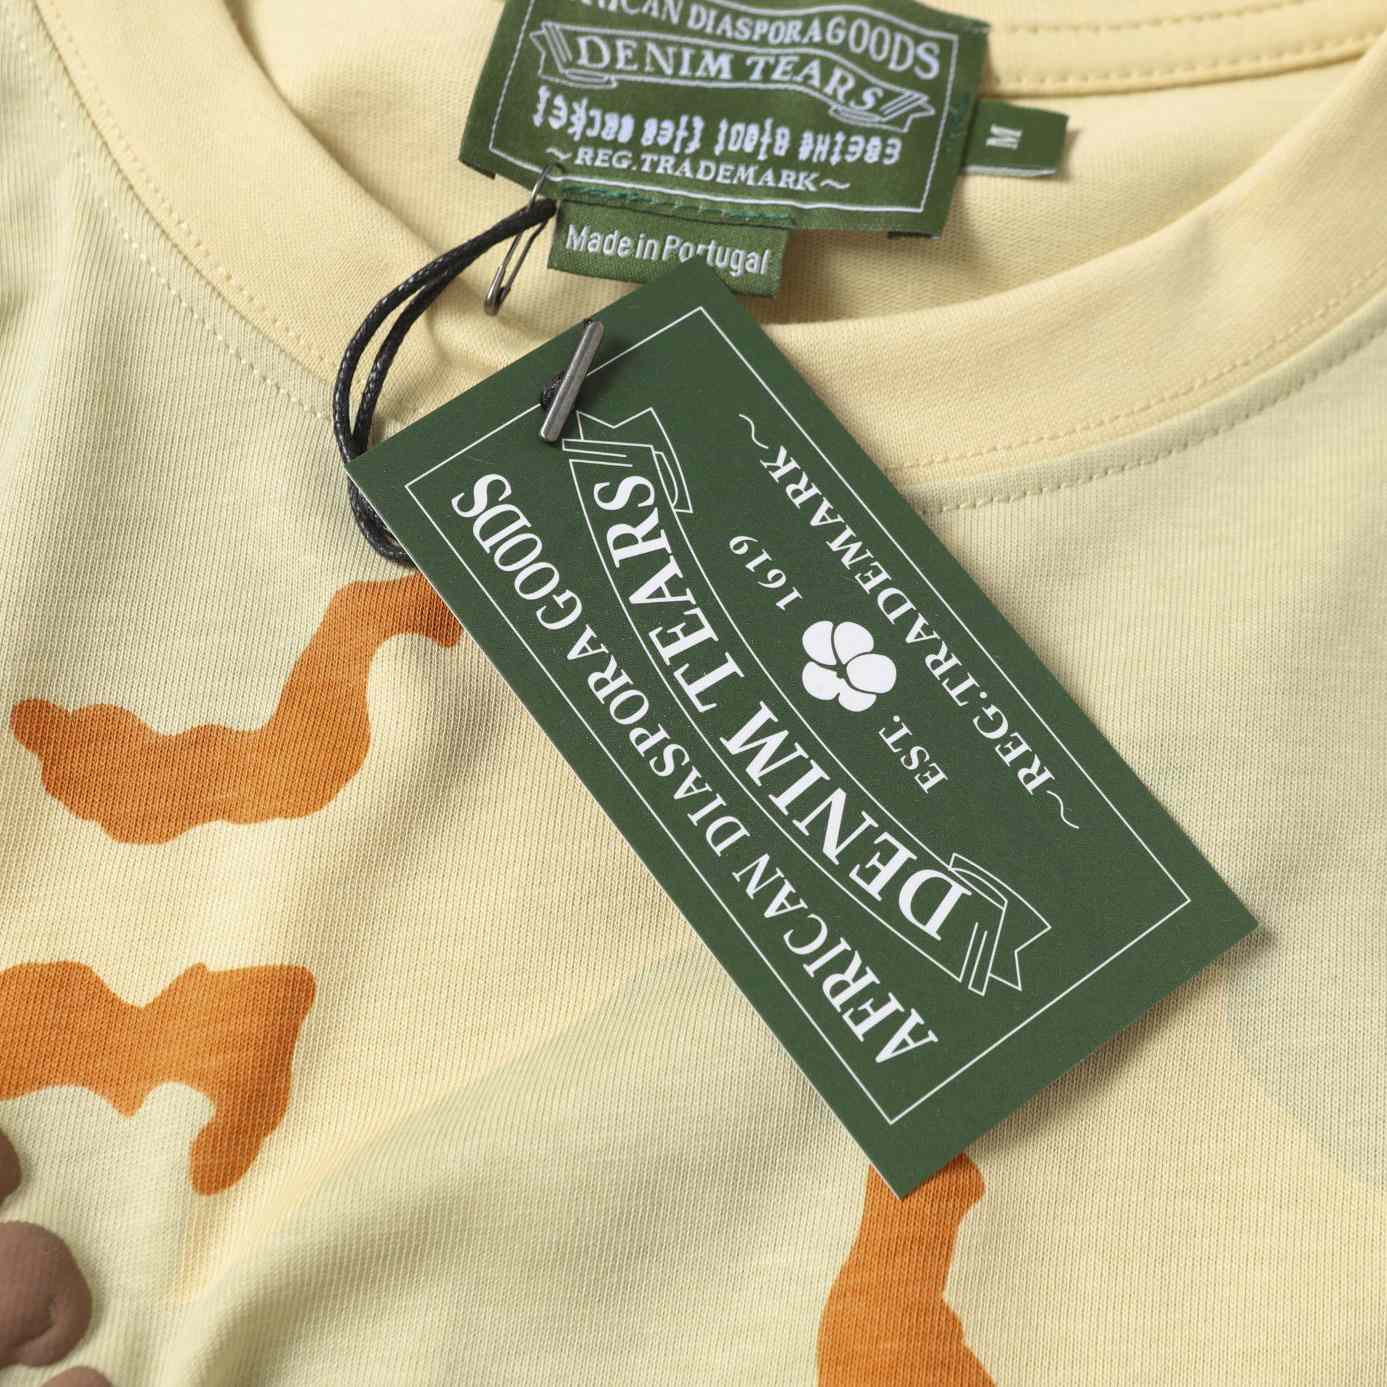 AFRICAN DIASPORA GOODS
DENIM TEARS
~REG.TRADEMARK~
M
Made in Portugal
AFRICAN DIASPORA GOODS
DENIM TEARS
EST. 1619
~REG.TRADEMARK~